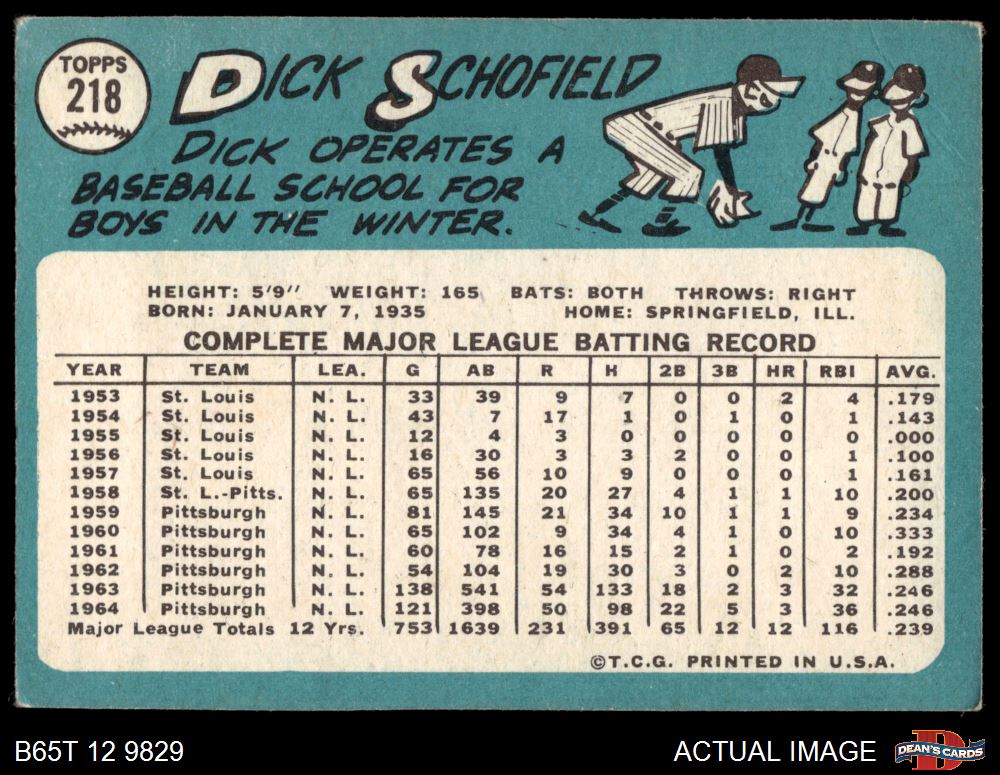 TOPPS
218
DICK SCHOFIELD
DICK OPERATES A
BASEBALL SCHOOL FOR
BOYS IN THE WINTER.
HEIGHT: 5'9" WEIGHT: 165 BATS: BOTH THROWS: RIGHT
BORN: JANUARY 7, 1935 HOME: SPRINGFIELD, ILL.
COMPLETE MAJOR LEAGUE BATTING RECORD
YEAR TEAM LEA. G AB R H 2B 3B HR RBI AVG.
1953 St. Louis N. L. 33 39 9 7 0 0 2 4 .179
1954 St. Louis N. L. 43 7 17 1 0 1 0 1 .143
1955 St. Louis N. L. 12 4 3 0 0 0 0 0 .000
1956 St. Louis N. L. 16 30 3 3 2 0 0 1 .100
1957 St. Louis N. L. 65 56 10 9 0 0 0 1 .161
1958 St. L.-Pitts. N. L. 65 135 20 27 4 1 1 10 .200
1959 Pittsburgh N. L. 81 145 21 34 10 1 1 9 .234
1960 Pittsburgh N. L. 65 102 9 34 4 1 0 10 .333
1961 Pittsburgh N. L. 60 78 16 15 2 1 0 2 .192
1962 Pittsburgh N. L. 54 104 19 30 3 0 2 10 .288
1963 Pittsburgh N. L. 138 541 54 133 18 2 3 32 .246
1964 Pittsburgh N. L. 121 398 50 98 22 5 3 36 .246
Major League Totals 12 Yrs. 753 1639 231 391 65 12 12 116 .239
©T.C.G. PRINTED IN U.S.A.
B65T 12 9829 ACTUAL IMAGE DEAN'S CARDS